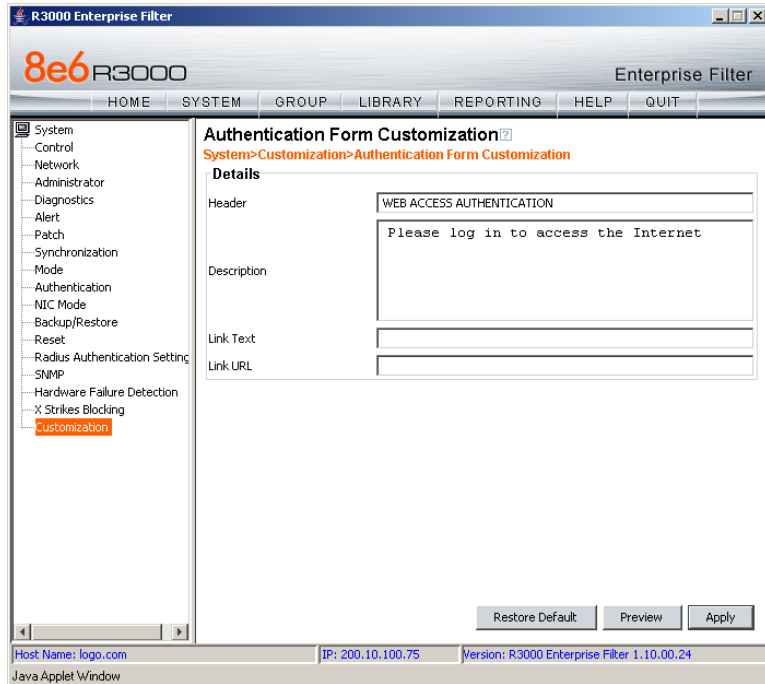 R3000 Enterprise Filter
8e6 R3000
Enterprise Filter
HOME SYSTEM GROUP LIBRARY REPORTING HELP QUIT
System
Control
Network
Administrator
Diagnostics
Alert
Patch
Synchronization
Mode
Authentication
NIC Mode
Backup/Restore
Reset
Radius Authentication Setting
SNMP
Hardware Failure Detection
X Strikes Blocking
Customization
Authentication Form Customization?
System>Customization>Authentication Form Customization
Details
Header WEB ACCESS AUTHENTICATION
Description Please log in to access the Internet
Link Text
Link URL
Restore Default Preview Apply
Host Name: logo.com IP: 200.10.100.75 Version: R3000 Enterprise Filter 1.10.00.24
Java Applet Window